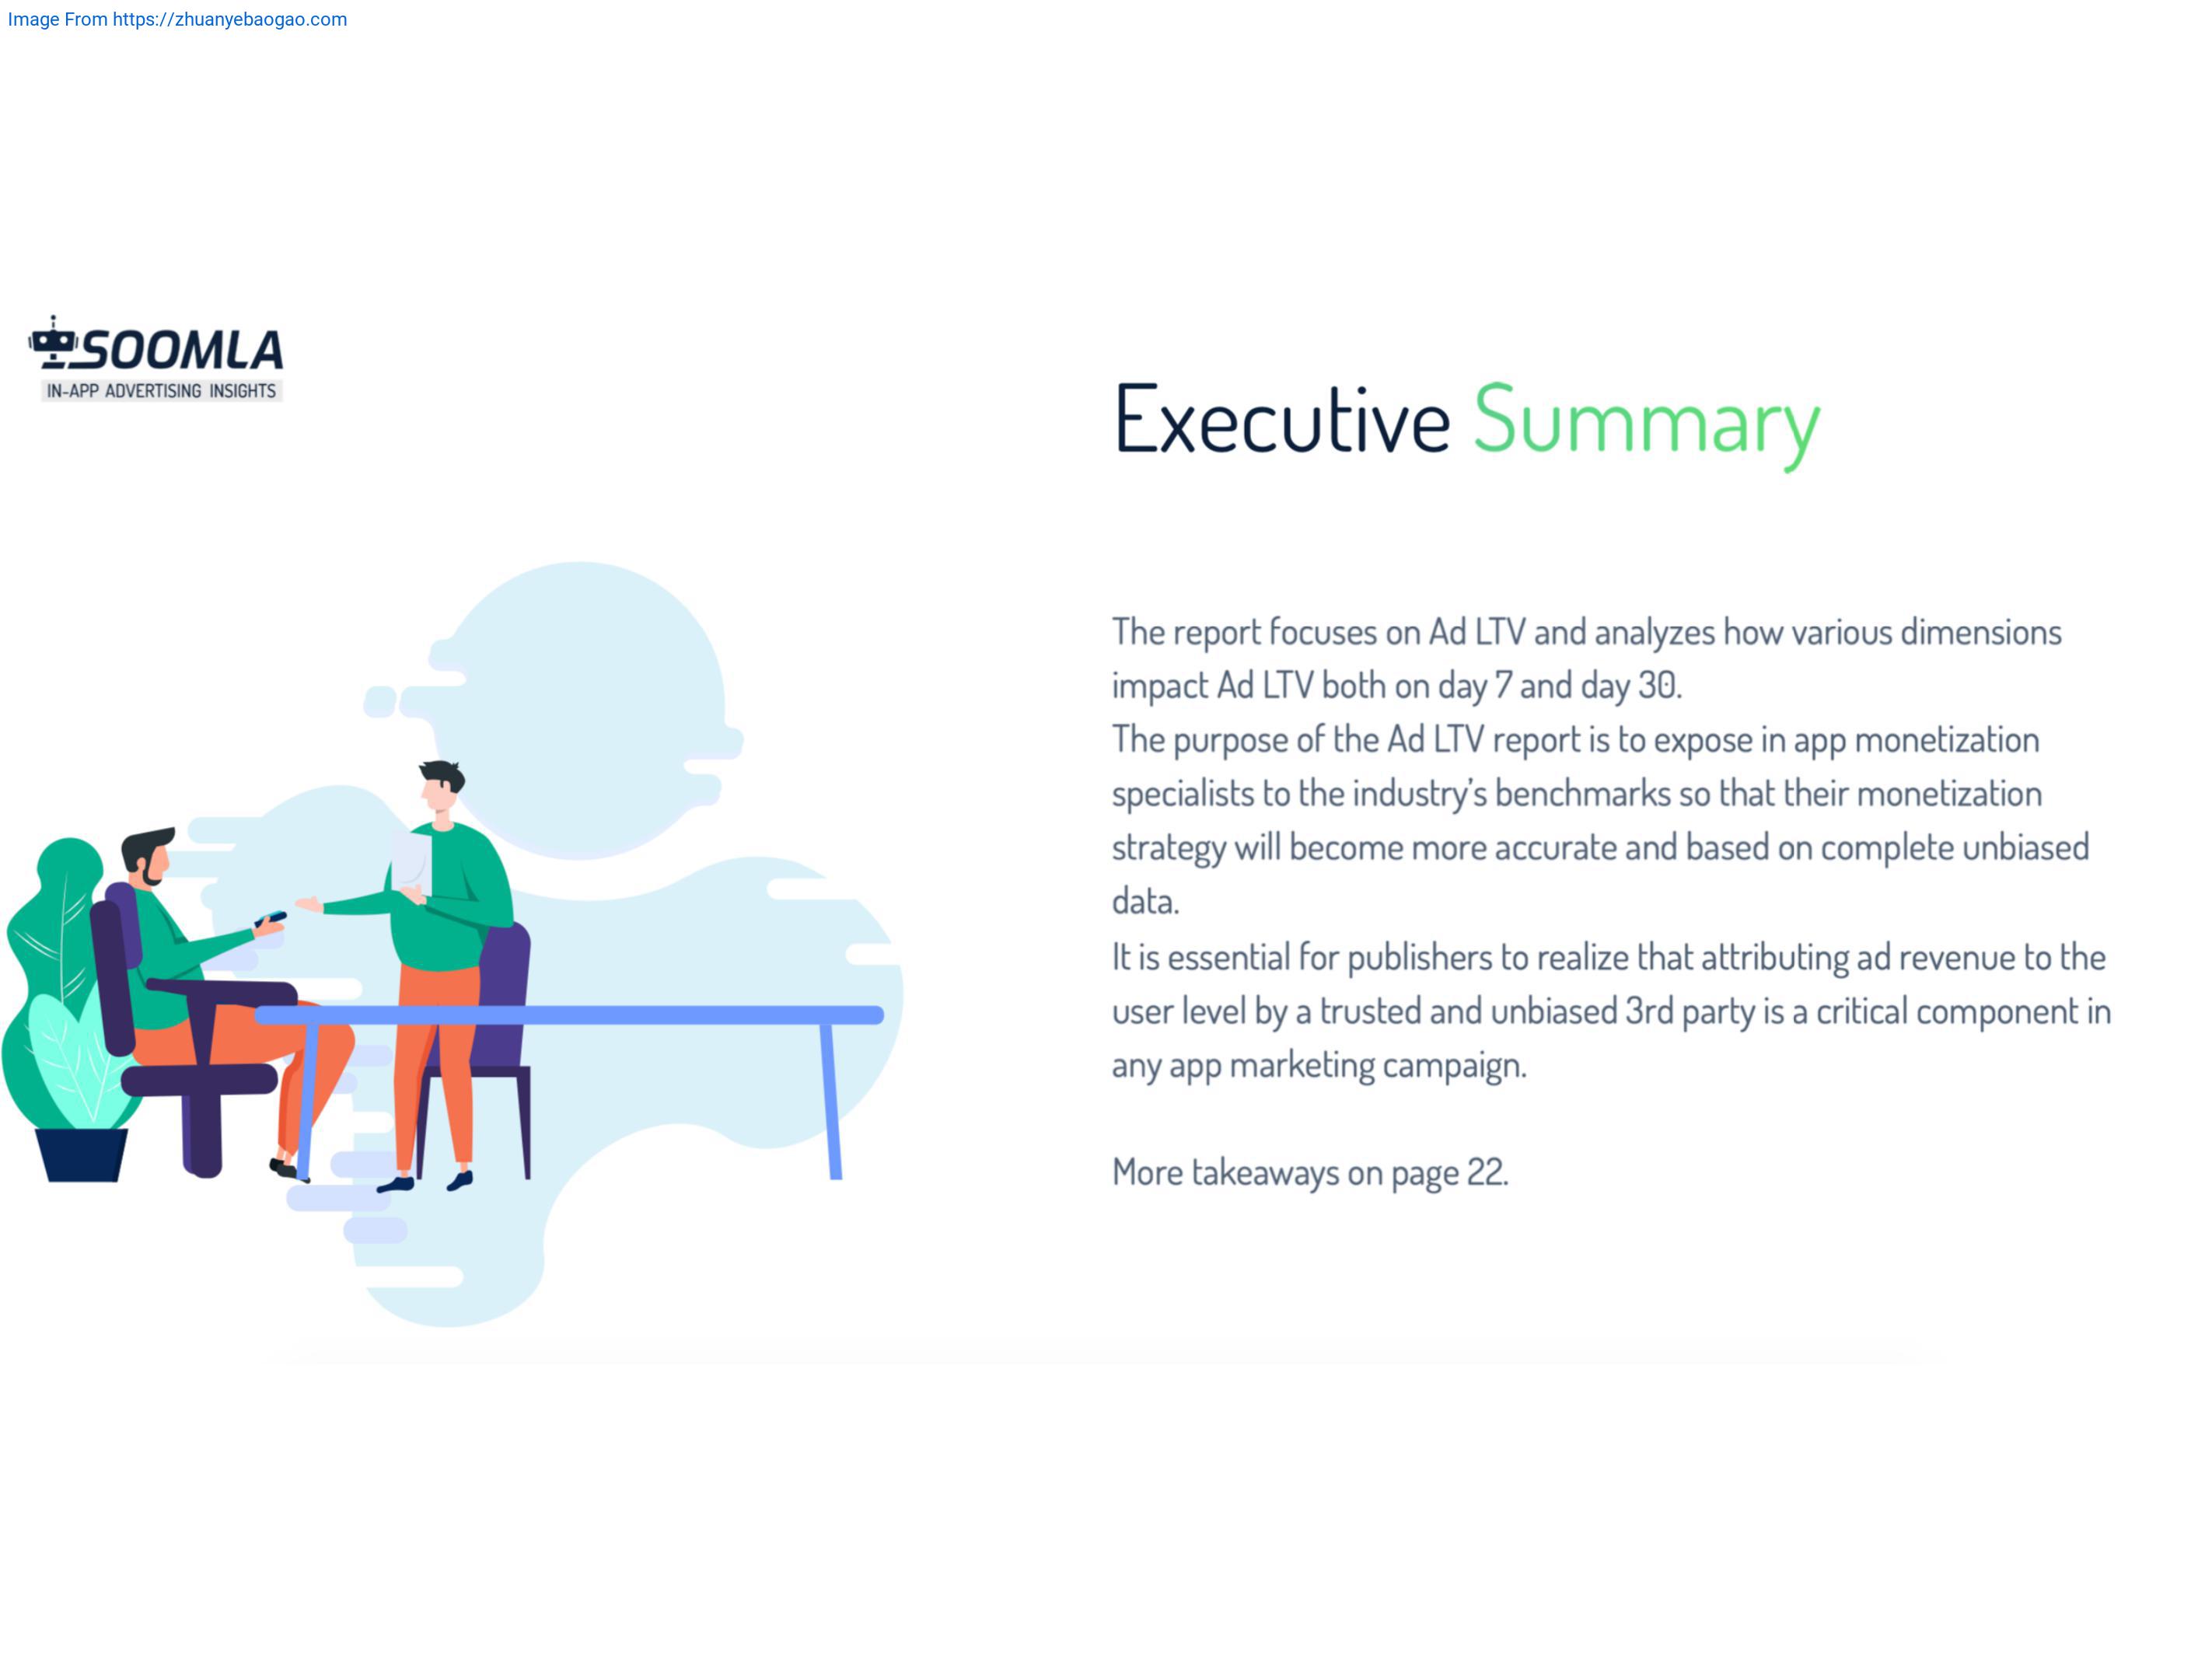 Image From https://zhuanyebaogao.com
SOOMLA
IN-APP ADVERTISING INSIGHTS
Executive Summary
The report focuses on Ad LTV and analyzes how various dimensions
impact Ad LTV both on day 7 and day 30.
The purpose of the Ad LTV report is to expose in app monetization
specialists to the industry's benchmarks so that their monetization
strategy will become more accurate and based on complete unbiased
data.
It is essential for publishers to realize that attributing ad revenue to the
user level by a trusted and unbiased 3rd party is a critical component in
any app marketing campaign.
More takeaways on page 22.